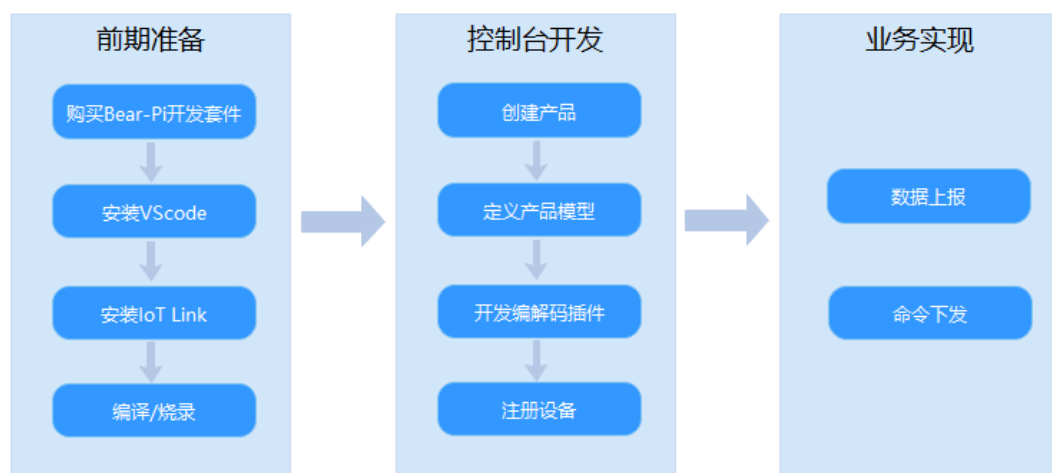 前期准备
购买Bear-Pi开发套件
安装VScode
安装IoT Link
编译/烧录
控制台开发
创建产品
定义产品模型
开发编解码插件
注册设备
业务实现
数据上报
命令下发